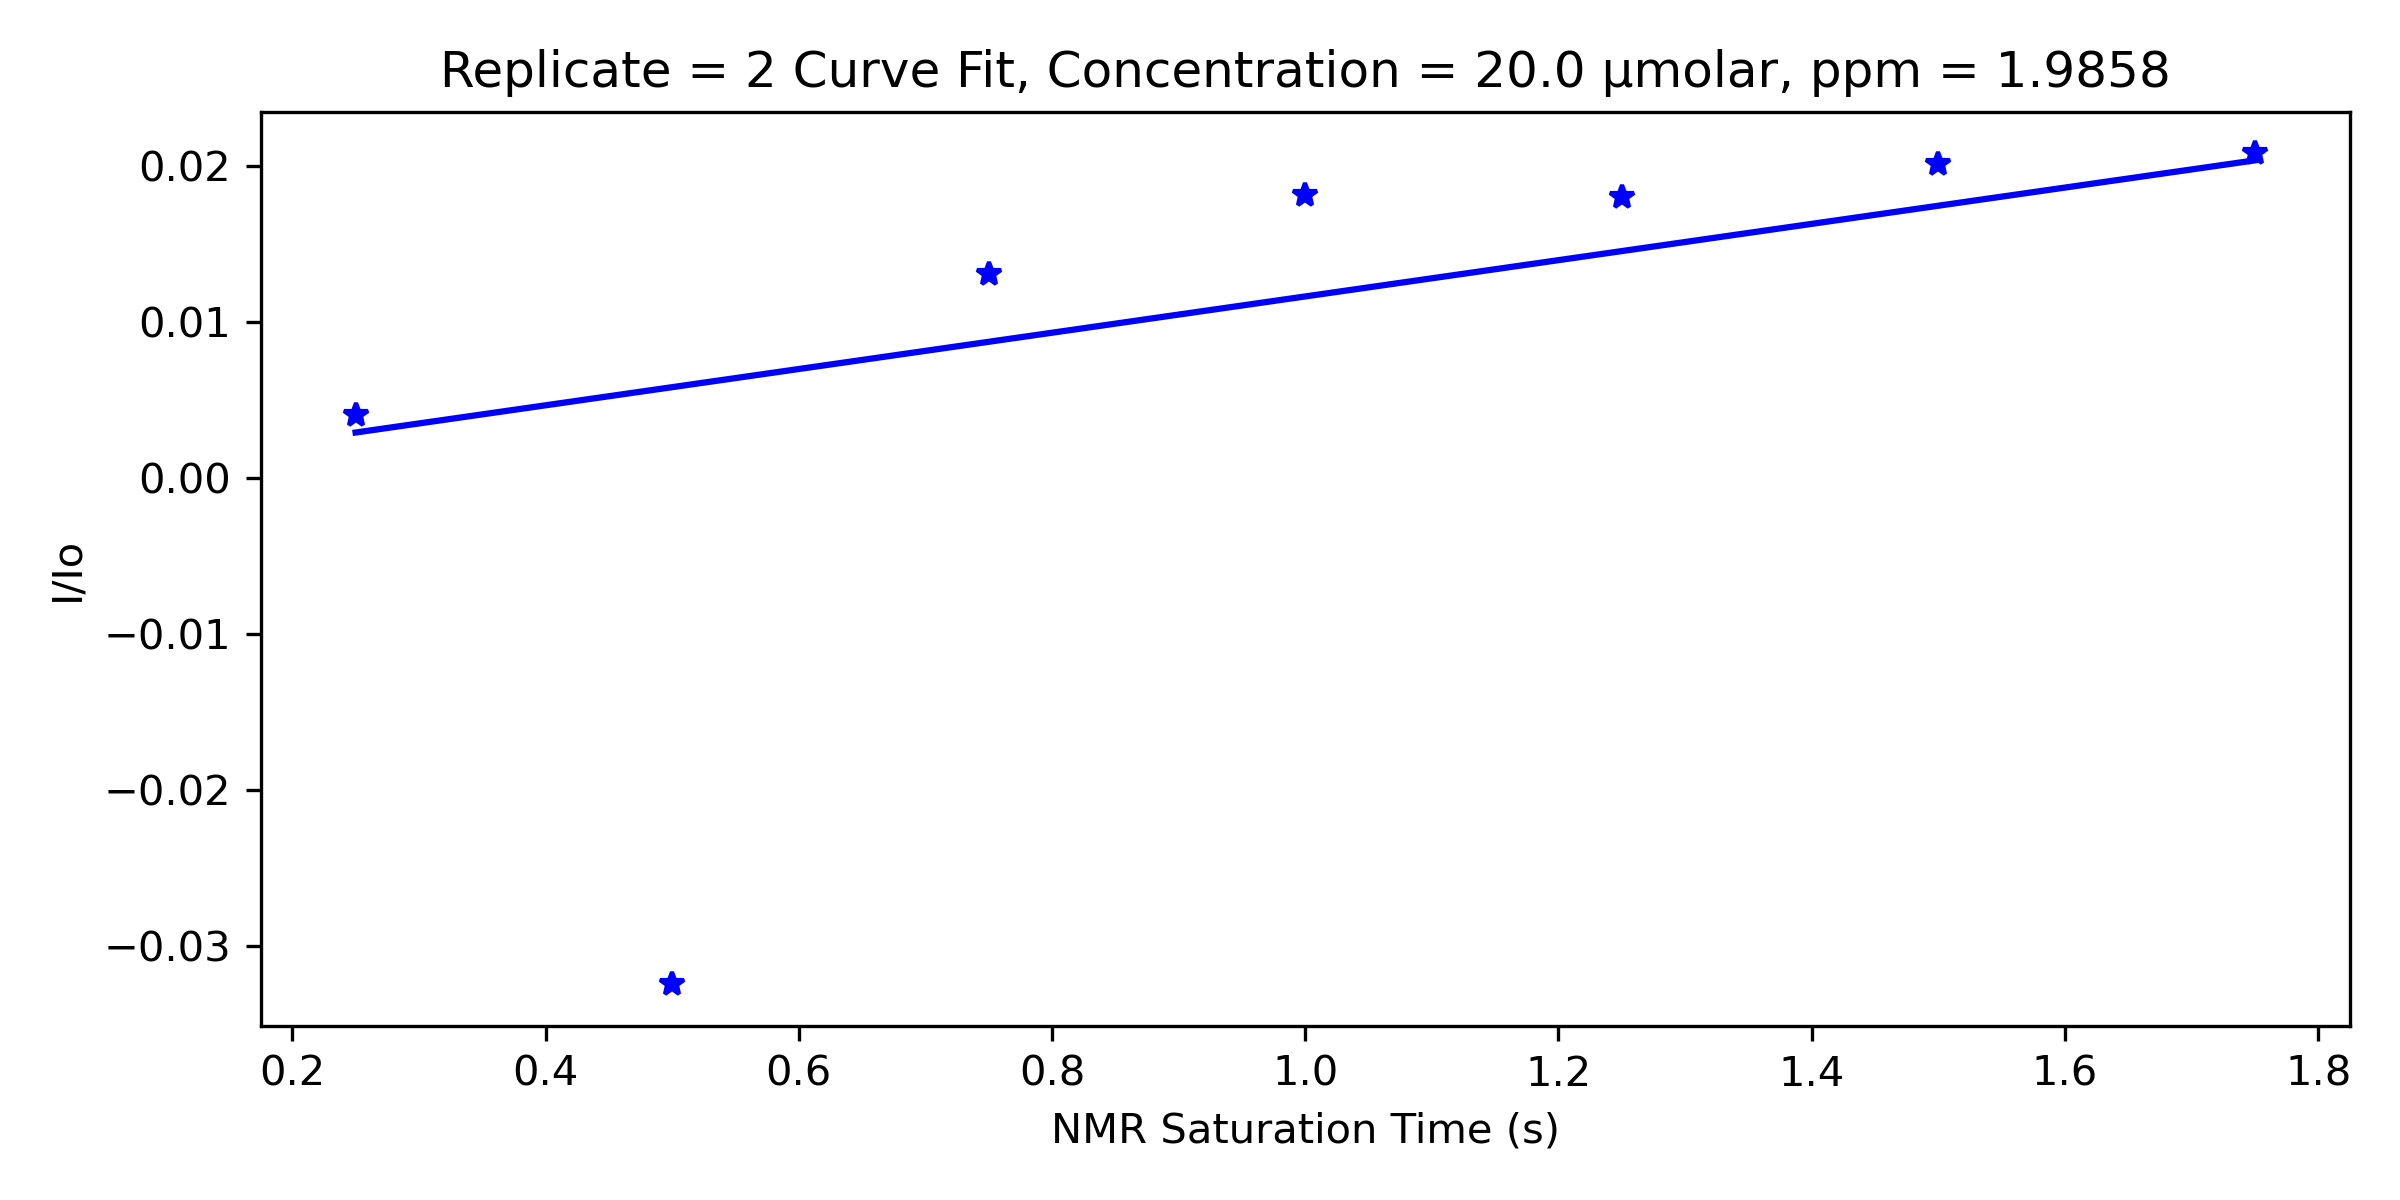 Replicate = 2 Curve Fit, Concentration = 20.0 µmolar, ppm = 1.9858
0.02
0.01
0.00
−0.01
−0.02
−0.03
I/Io
0.2 0.4 0.6 0.8 1.0 1.2 1.4 1.6 1.8
NMR Saturation Time (s)